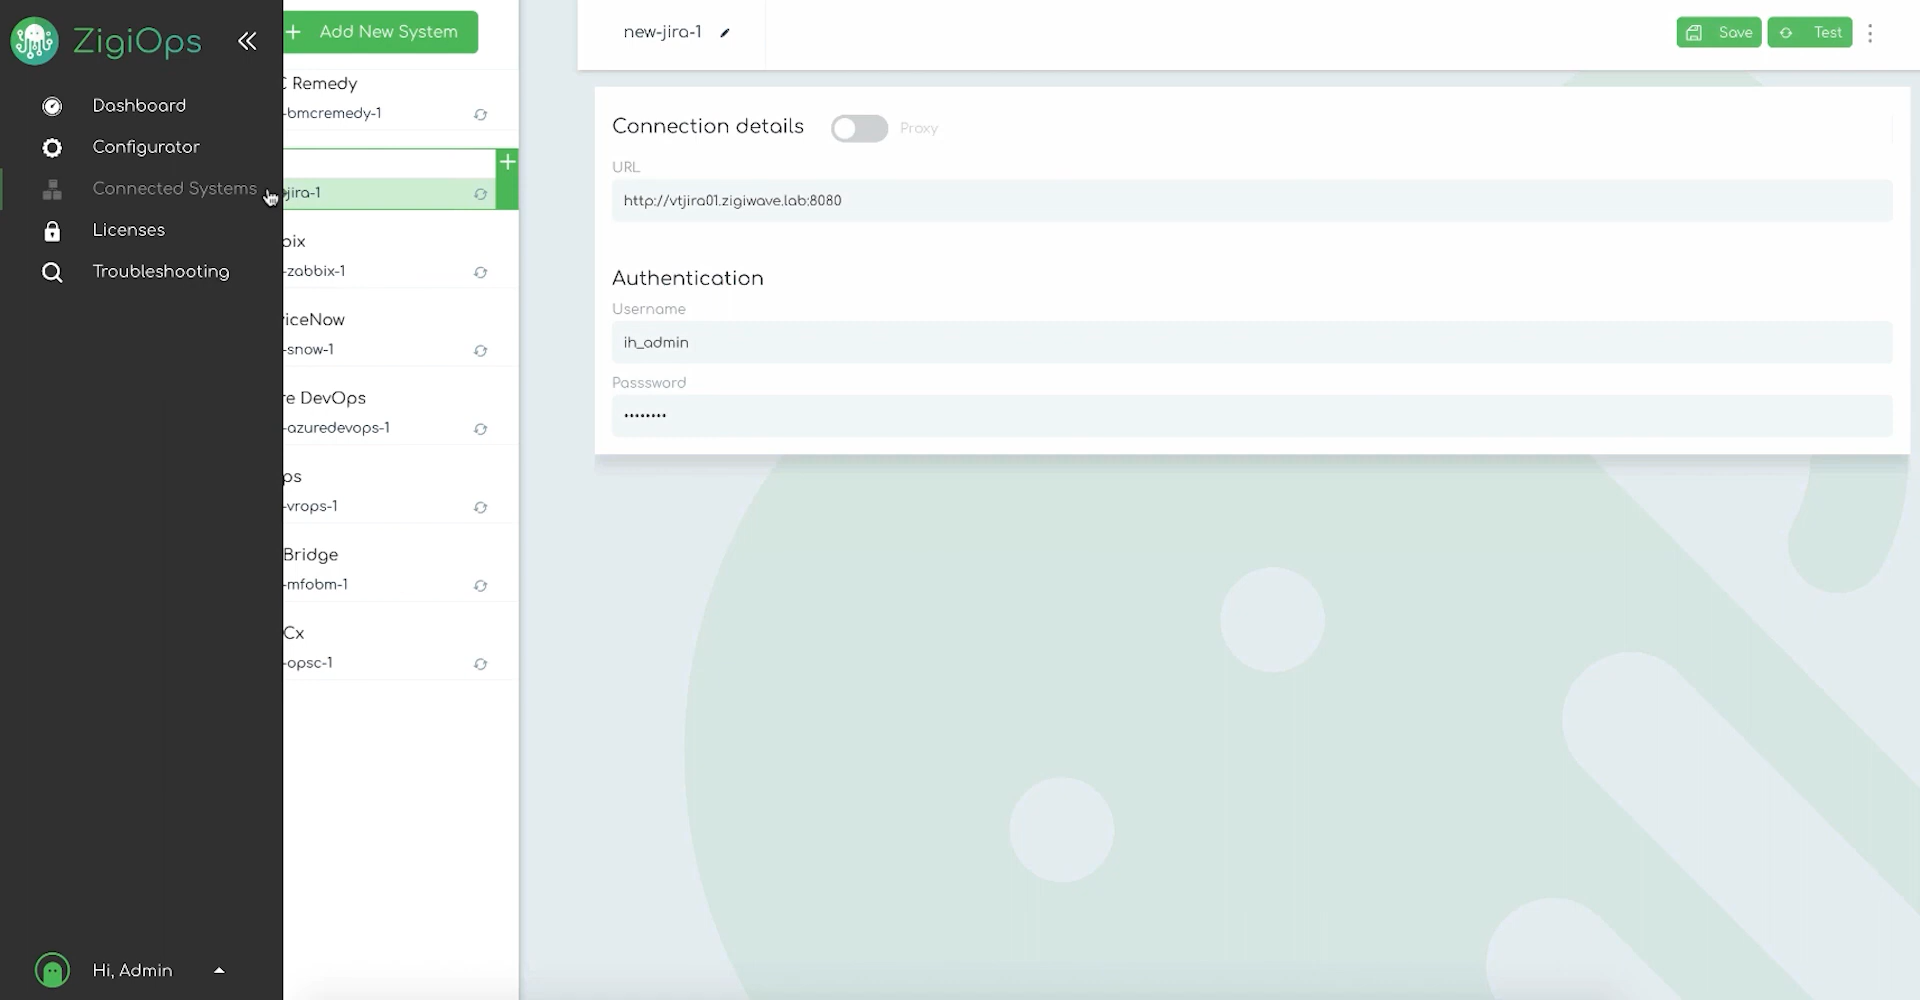 ZigiOps
Dashboard
Configurator
Connected Systems
Licenses
Troubleshooting
Hi, Admin
+ Add New System
C Remedy
-bmcremedy-1
+
jira-1
bix
-zabbix-1
viceNow
-snow-1
re DevOps
-azuredevops-1
ps
-vrops-1
Bridge
-mfobm-1
Cx
-opsc-1
new-jira-1
Save
Test
Connection details
Proxy
URL
http://vtjira01.zigiwave.lab:8080
Authentication
Username
ih_admin
Passsword
••••••••